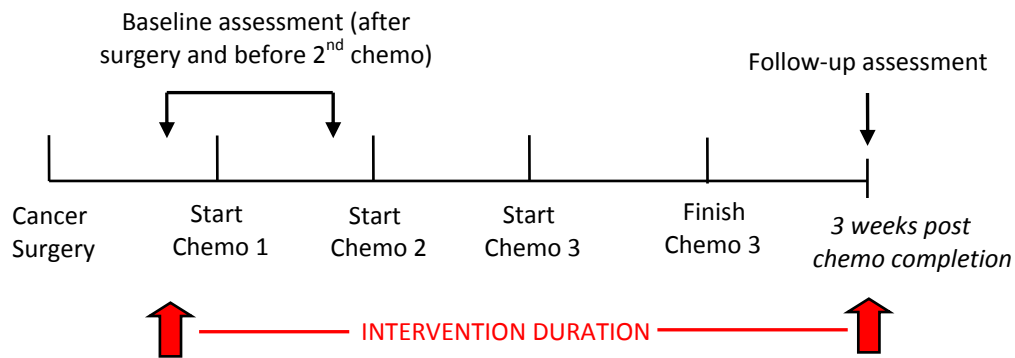 Baseline assessment (after
surgery and before 2nd chemo)
Follow-up assessment
Cancer
Surgery
Start
Chemo 1
Start
Chemo 2
Start
Chemo 3
Finish
Chemo 3
3 weeks post
chemo completion
INTERVENTION DURATION